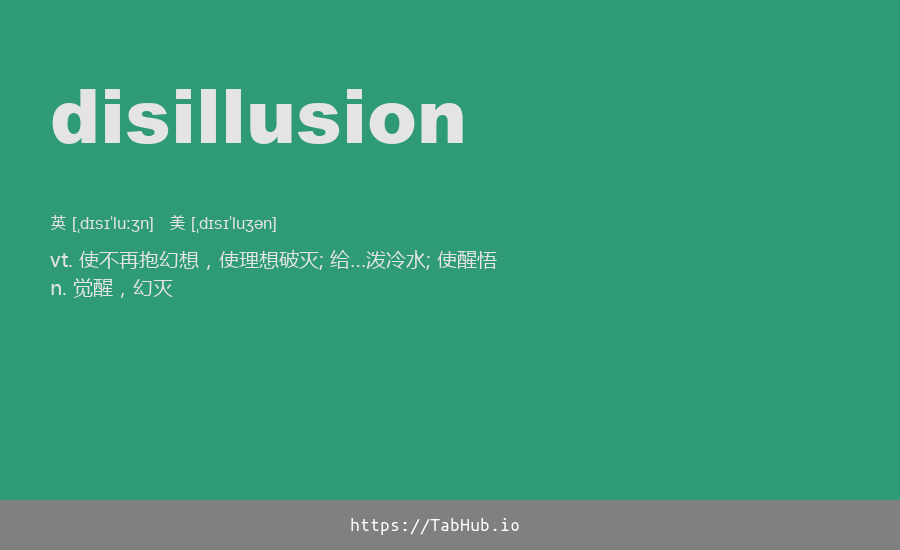 disillusion
英 [ˌdɪsɪˈluːʒn] 美 [ˌdɪsɪˈluʒən]
vt. 使不再抱幻想，使理想破灭; 给…泼冷水; 使醒悟
n. 觉醒，幻灭
https://TabHub.io